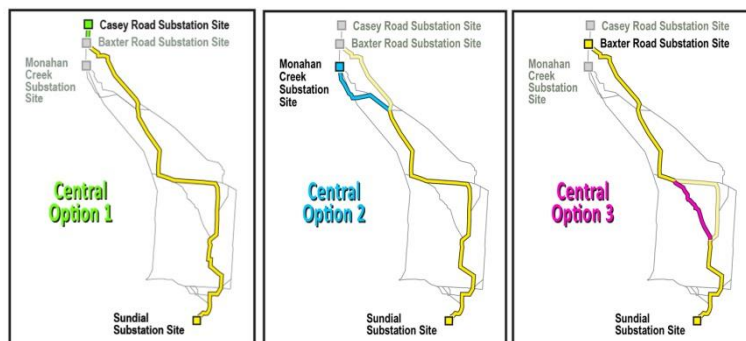 Casey Road Substation Site
Baxter Road Substation Site
Monahan
Creek
Substation
Site
Central
Option 1
Sundial
Substation Site
Casey Road Substation Site
Baxter Road Substation Site
Monahan
Creek
Substation
Site
Central
Option 2
Sundial
Substation Site
Casey Road Substation Site
Baxter Road Substation Site
Monahan
Creek
Substation
Site
Central
Option 3
Sundial
Substation Site